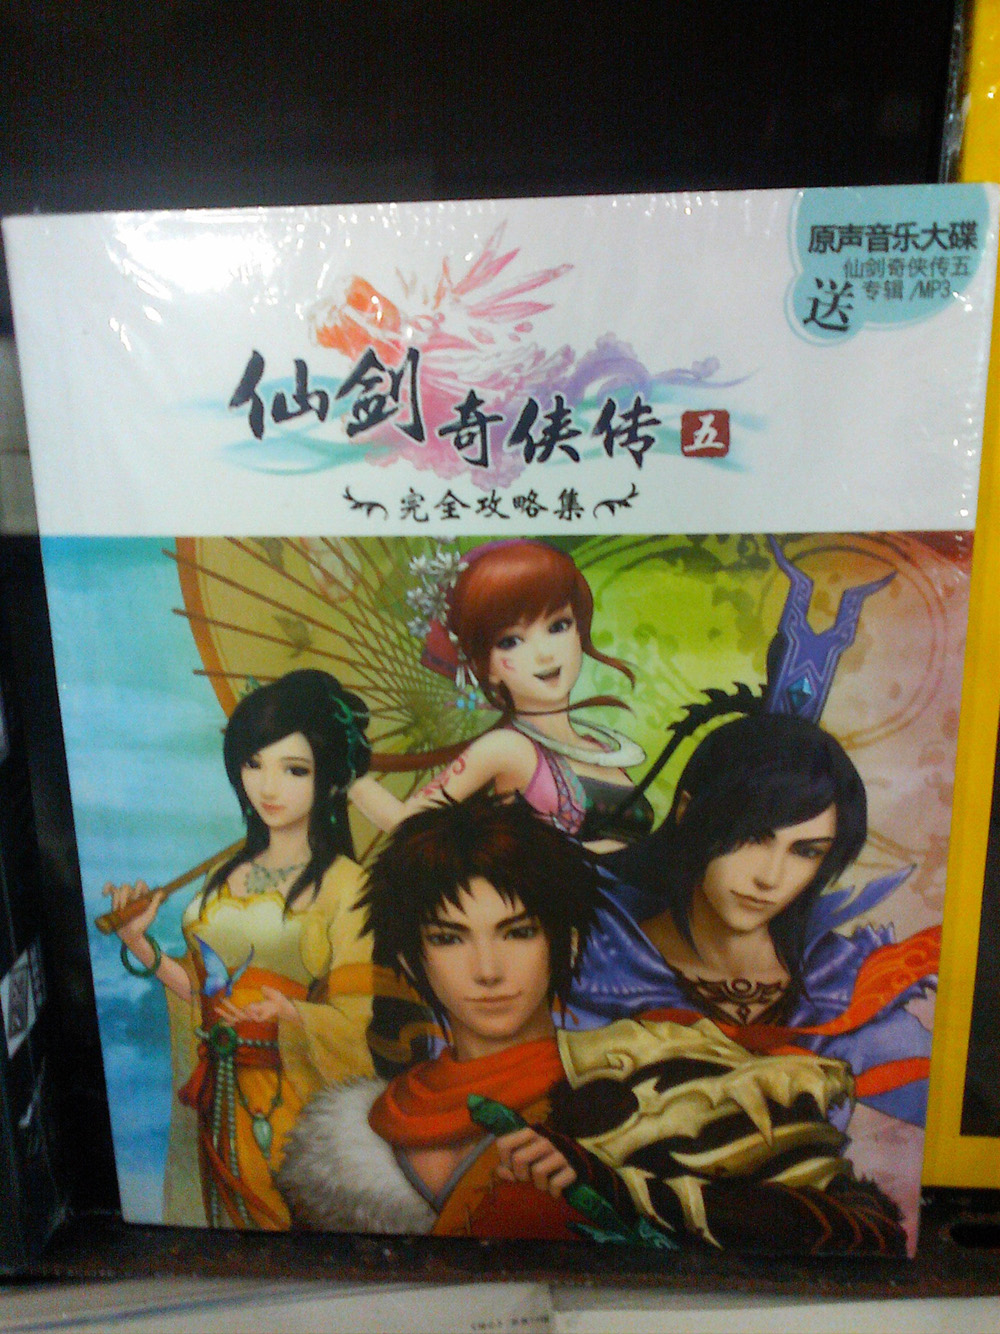 原声音乐大碟
仙剑奇侠传五
送 专辑/MP3
仙剑奇侠传 五
完全攻略集